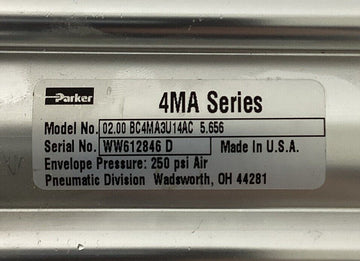 Parker
4MA Series
Model No. 02.00 BC4MA3U14AC 5.656
Serial No. WW612846 D Made In U.S.A.
Envelope Pressure: 250 psi Air
Pneumatic Division Wadsworth, OH 44281